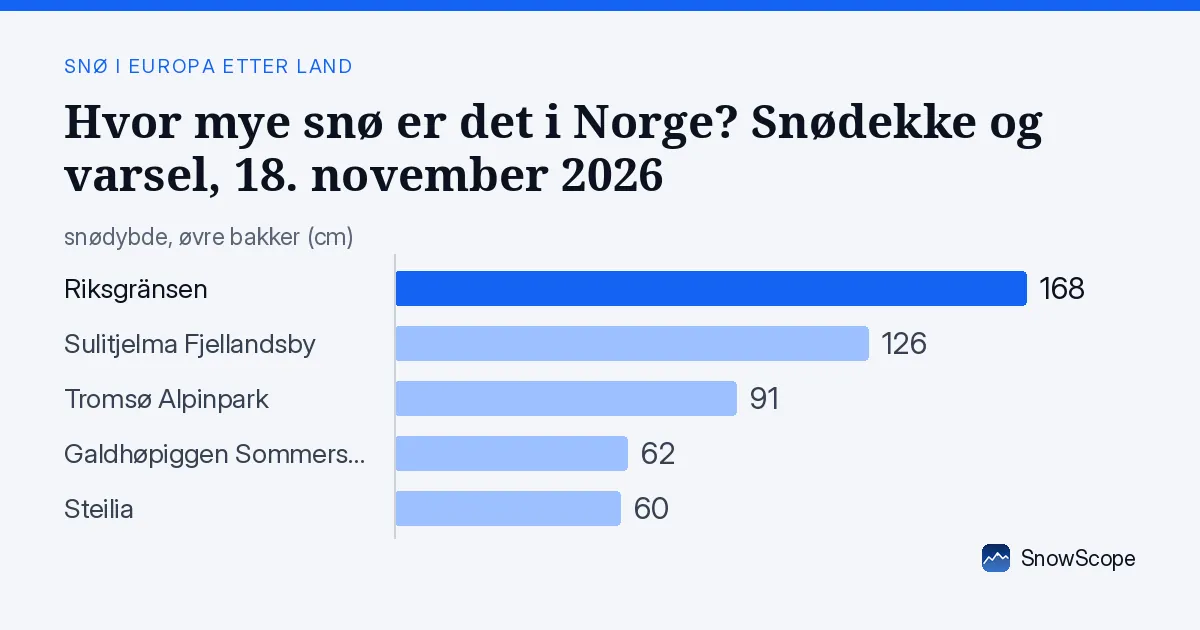 SNØ I EUROPA ETTER LAND
Hvor mye snø er det i Norge? Snødekke og
varsel, 18. november 2026
snødybde, øvre bakker (cm)
Riksgränsen 168
Sulitjelma Fjellandsby 126
Tromsø Alpinpark 91
Galdhøpiggen Sommers... 62
Steilia 60
SnowScope